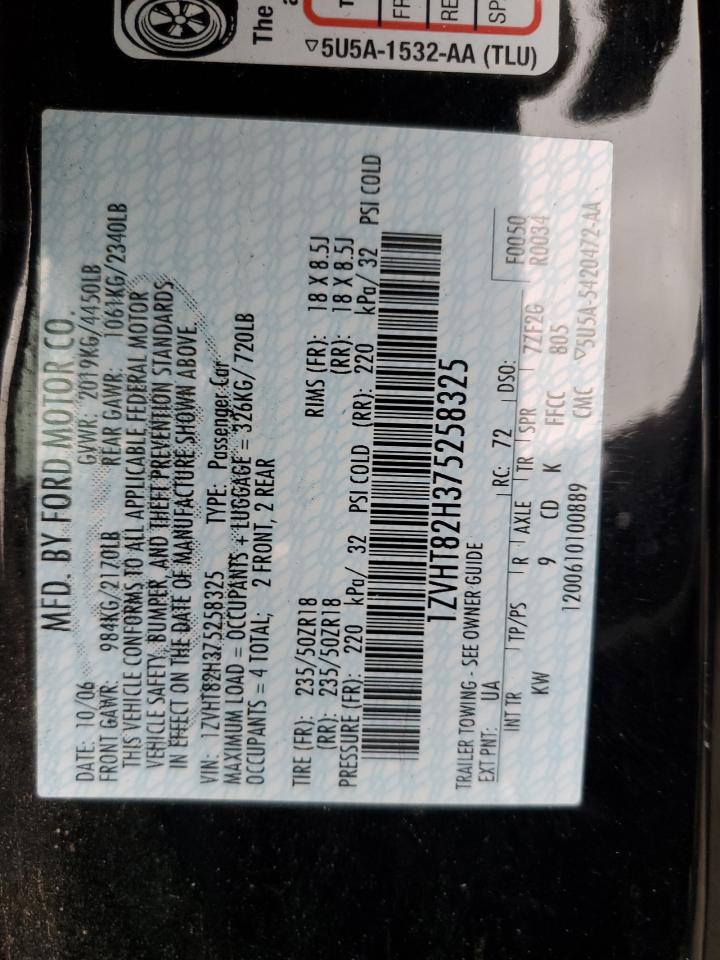 The
FR
RE
SP
▽5U5A-1532-AA (TLU)
MFD. BY FORD MOTOR CO.
DATE: 10/06 GVWR: 2019KG/4450LB
FRONT GAWR: 984KG/2170LB REAR GAWR: 1061KG/2340LB
THIS VEHICLE CONFORMS TO ALL APPLICABLE FEDERAL MOTOR
VEHICLE SAFETY, BUMPER, AND THEFT PREVENTION STANDARDS
IN EFFECT ON THE DATE OF MANUFACTURE SHOWN ABOVE.
VIN: 1ZVHT82H375258325 TYPE: Passenger Car
MAXIMUM LOAD = OCCUPANTS + LUGGAGE = 326KG/ 720LB
OCCUPANTS = 4 TOTAL; 2 FRONT, 2 REAR
TIRE (FR): 235/50ZR18 RIMS (FR): 18 X 8.5J
(RR): 235/50ZR18 (RR): 18 X 8.5J
PRESSURE (FR): 220 kPa/ 32 PSI COLD (RR): 220 kPa/ 32 PSI COLD
1ZVHT82H375258325
TRAILER TOWING - SEE OWNER GUIDE
EXT PNT: UA RC: 72 DSO: F0050
INT TR TP/PS R AXLE TR SPR 7ZF2G R0034
KW 9 CD K FFCC 805
1200610100889 CMC ▽5U5A-5420472-AA